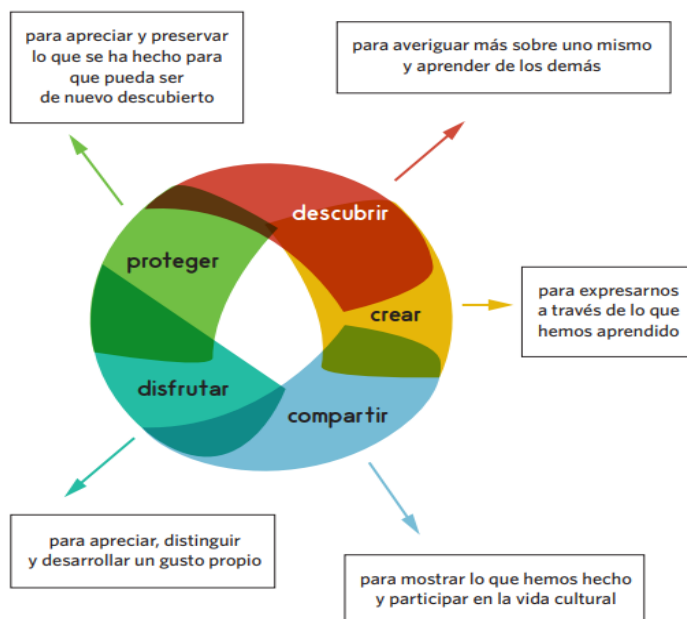 para apreciar y preservar
lo que se ha hecho para
que pueda ser
de nuevo descubierto
para averiguar más sobre uno mismo
y aprender de los demás
descubrir
proteger
crear
para expresarnos
a través de lo que
hemos aprendido
disfrutar
compartir
para apreciar, distinguir
y desarrollar un gusto propio
para mostrar lo que hemos hecho
y participar en la vida cultural